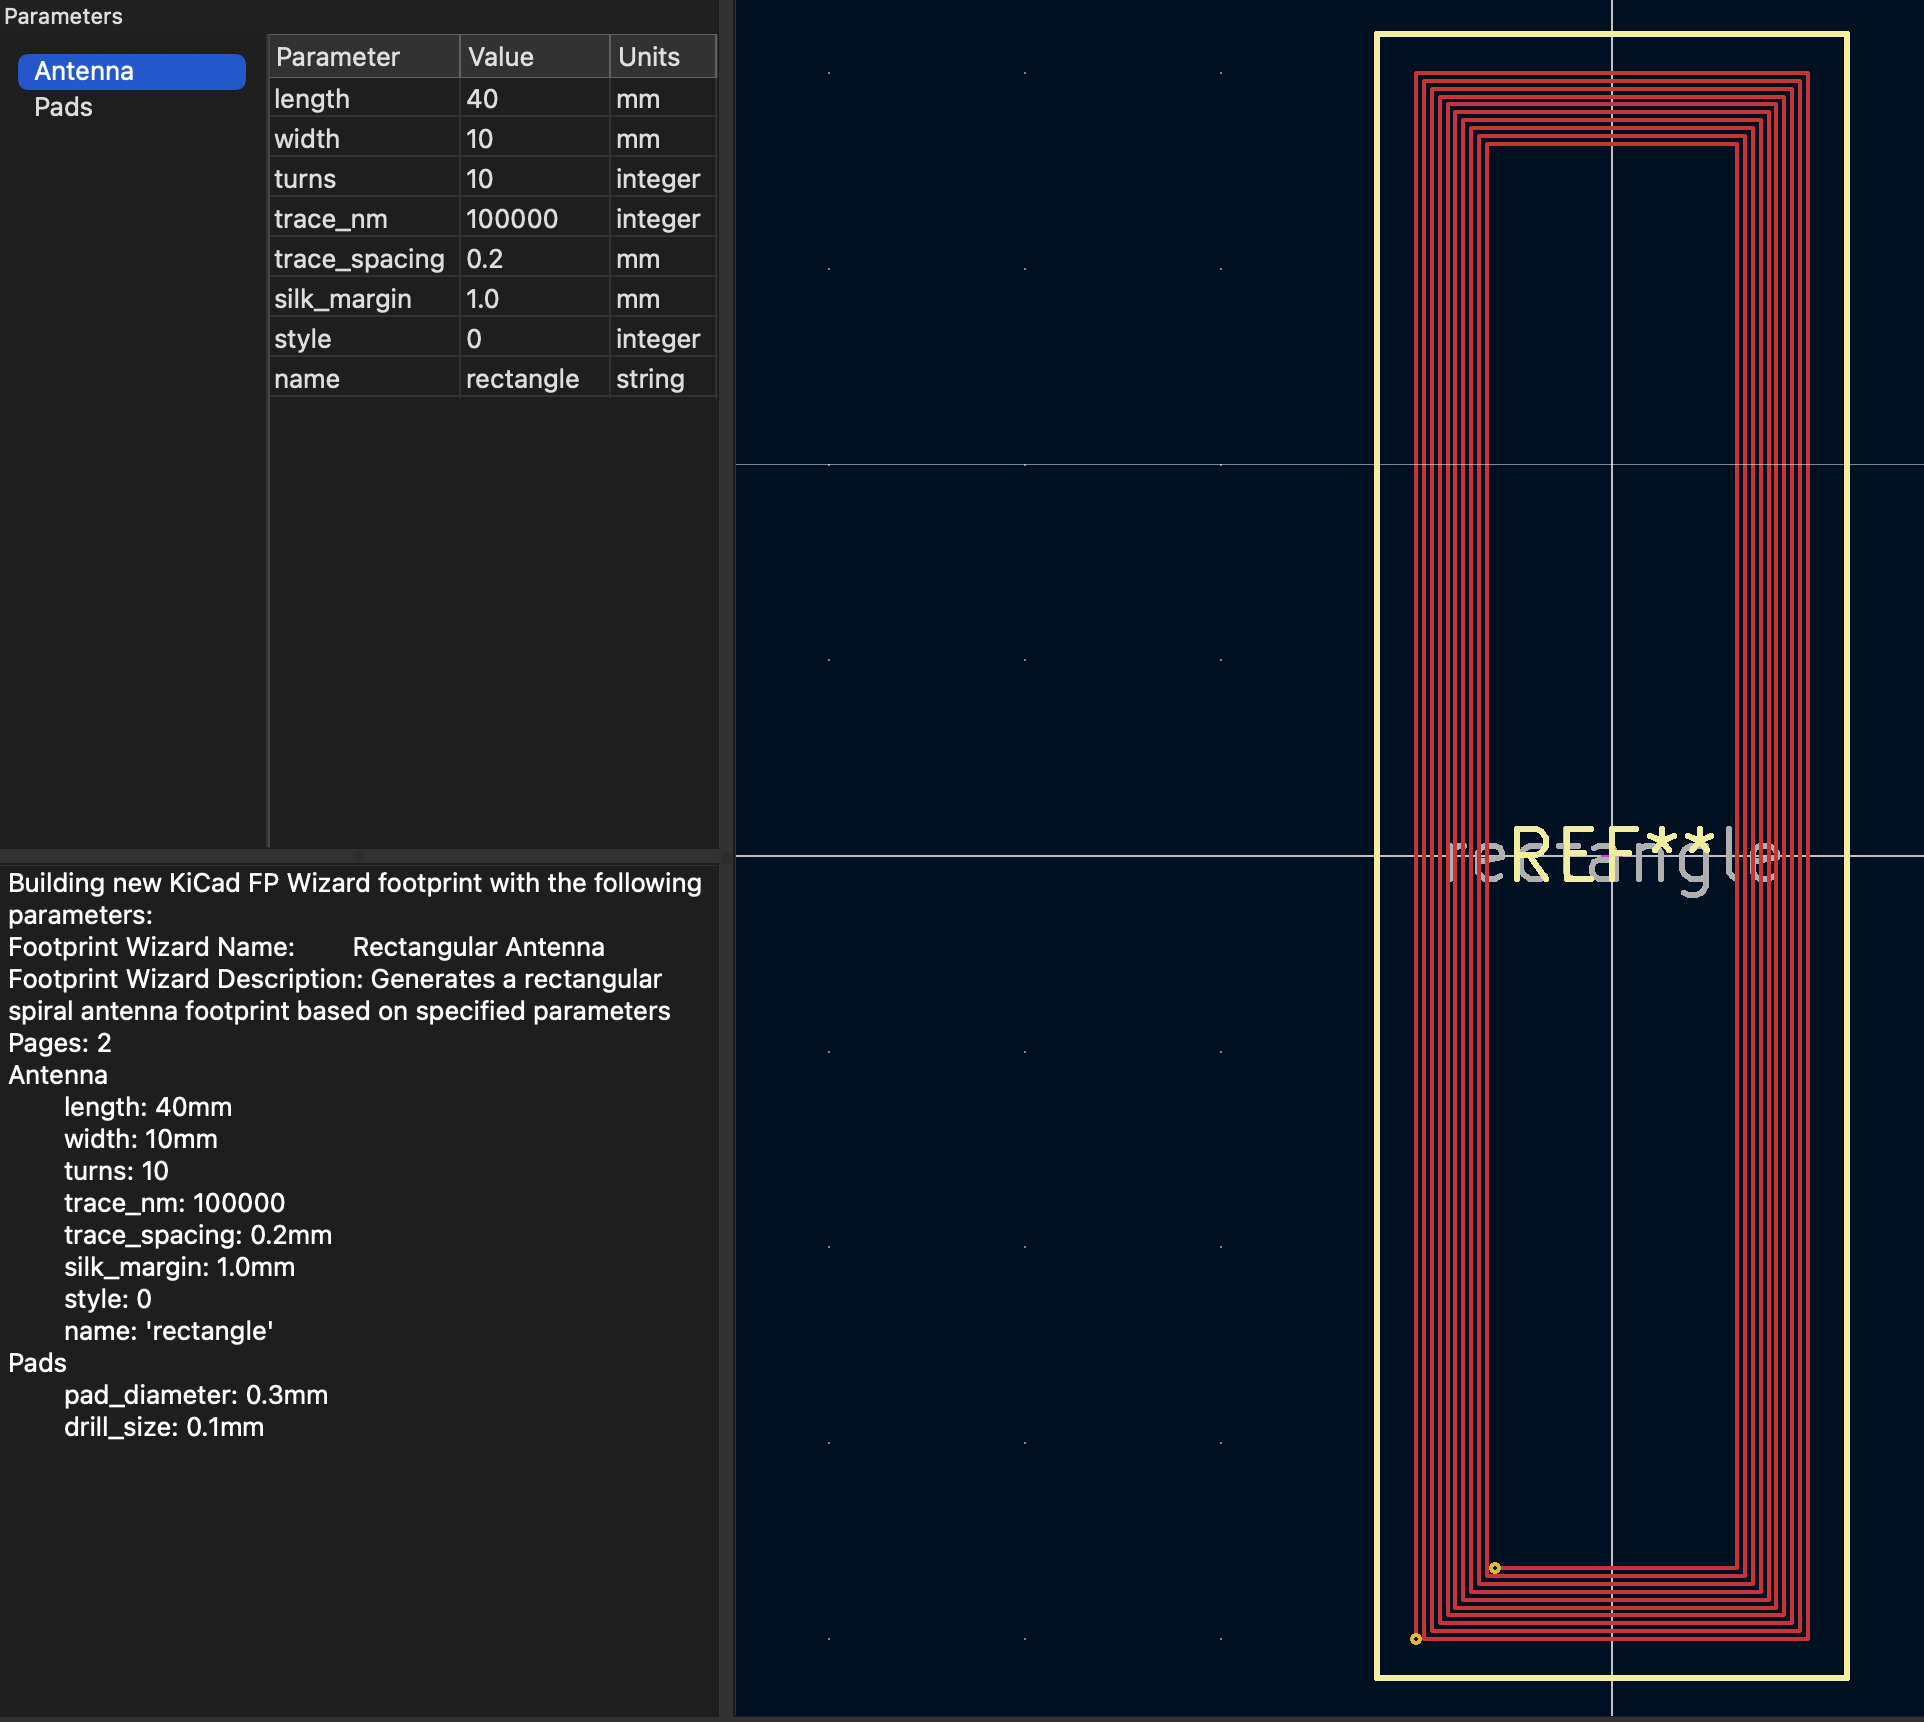 Parameters
Antenna
Pads
Parameter Value Units
length 40 mm
width 10 mm
turns 10 integer
trace_nm 100000 integer
trace_spacing 0.2 mm
silk_margin 1.0 mm
style 0 integer
name rectangle string
Building new KiCad FP Wizard footprint with the following
parameters:
Footprint Wizard Name: Rectangular Antenna
Footprint Wizard Description: Generates a rectangular
spiral antenna footprint based on specified parameters
Pages: 2
Antenna
length: 40mm
width: 10mm
turns: 10
trace_nm: 100000
trace_spacing: 0.2mm
silk_margin: 1.0mm
style: 0
name: 'rectangle'
Pads
pad_diameter: 0.3mm
drill_size: 0.1mm
REF**
rectangle